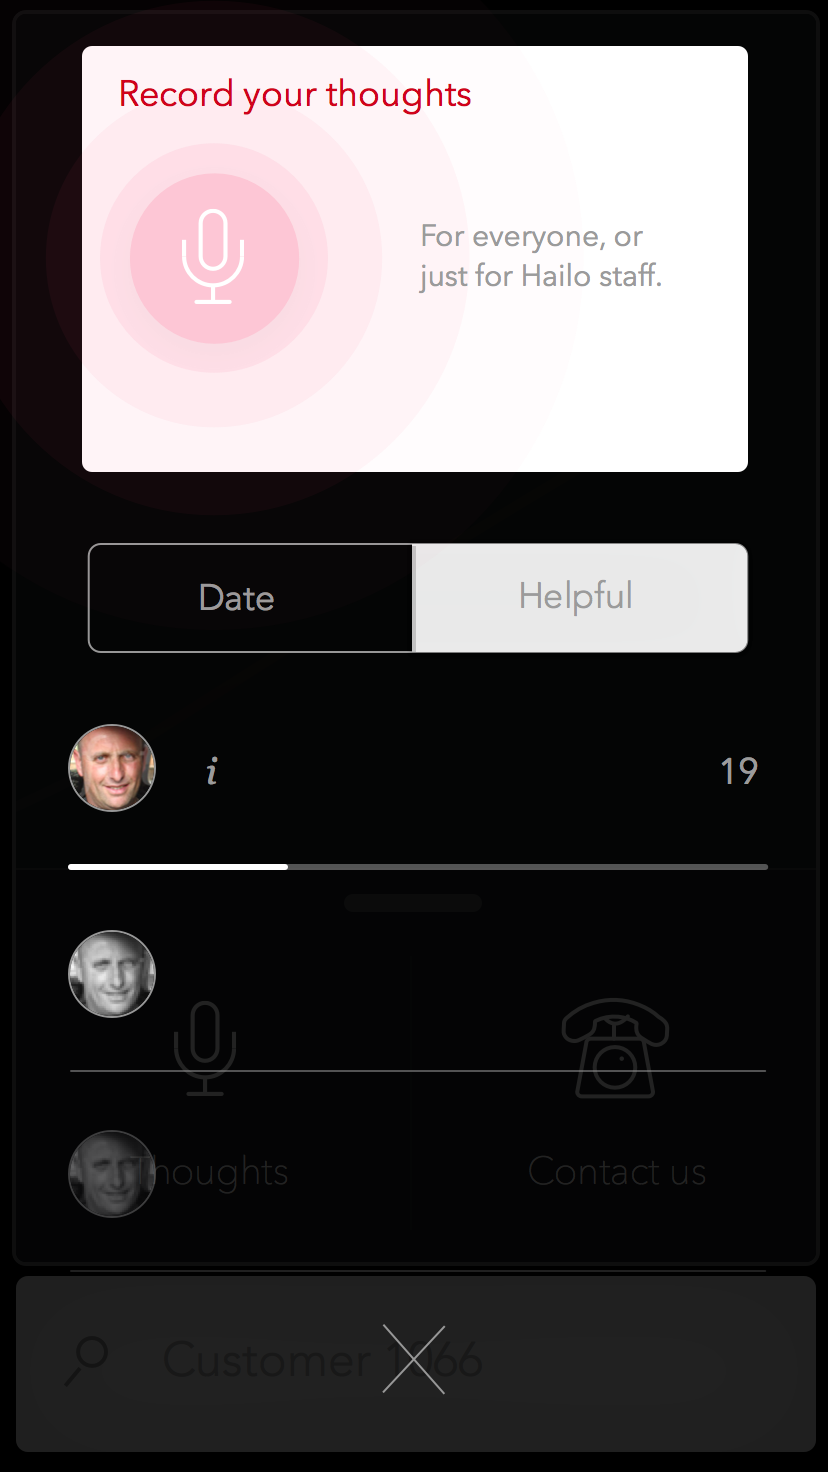 Record your thoughts
For everyone, or
just for Hailo staff.
Date
Helpful
i
19
Thoughts
Contact us
Customer 1066